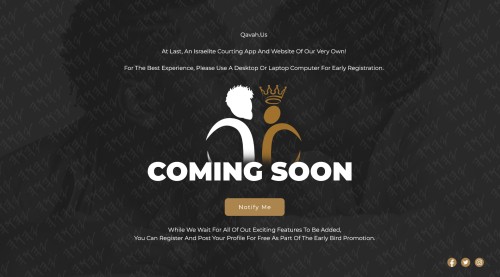 Qavah.Us
At Last, An Israelite Courting App And Website Of Our Very Own!
For The Best Experience, Please Use A Desktop Or Laptop Computer For Early Registration.
COMING SOON
Notify Me
While We Wait For All Of Out Exciting Features To Be Added,
You Can Register And Post Your Profile For Free As Part Of The Early Bird Promotion.